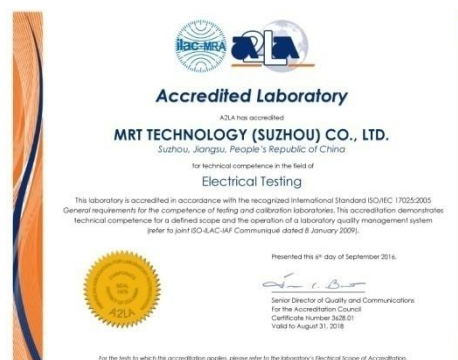 ilac-MRA
A2LA
Accredited Laboratory
A2LA has accredited
MRT TECHNOLOGY (SUZHOU) CO., LTD.
Suzhou, Jiangsu, People's Republic of China
for technical competence in the field of
Electrical Testing
This laboratory is accredited in accordance with the recognized International Standard ISO/IEC 17025:2005
General requirements for the competence of testing and calibration laboratories. This accreditation demonstrates
technical competence for a defined scope and the operation of a laboratory quality management system
(refer to joint ISO-ILAC-IAF Communiqué dated 8 January 2009).
Presented this 6th day of September 2016.
CORPORATE
SEAL
1978
A2LA
Senior Director of Quality and Communications
For the Accreditation Council
Certificate Number 3628.01
Valid to August 31, 2018
For the tests to which the accreditation applies, please refer to the laboratory's Electrical Scope of Accreditation.